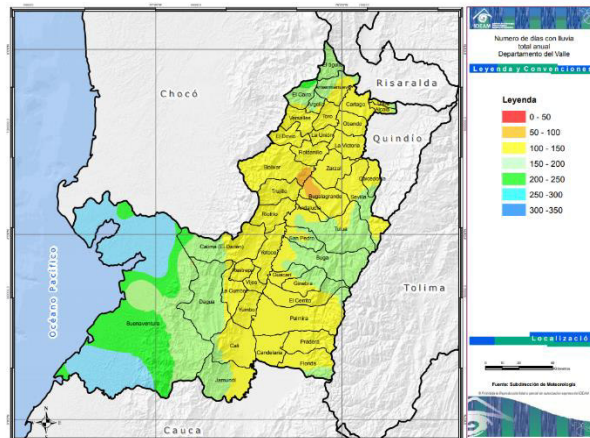 Chocó
Risaralda
Quindío
Tolima
Cauca
Océano Pacífico
El Cairo
Argelia
Cartago
Versalles
Toro
Obando
El Dovio
La Unión
La Victoria
Roldanillo
Zarzal
Bolívar
Trujillo
Bugalagrande
Sevilla
Andalucía
Riofrío
Tuluá
San Pedro
Calima (El Darién)
Yotoco
Buga
Restrepo
Guacarí
Vijes
Ginebra
La Cumbre
El Cerrito
Dagua
Yumbo
Palmira
Buenaventura
Cali
Pradera
Candelaria
Florida
Jamundí
N
IDEAM
Numero de días con lluvia
total anual
Departamento del Valle
Leyenda y Convenciones
Leyenda
0 - 50
50 - 100
100 - 150
150 - 200
200 - 250
250 -300
300 -350
Localizació
Fuente: Subdirección de Meteorología